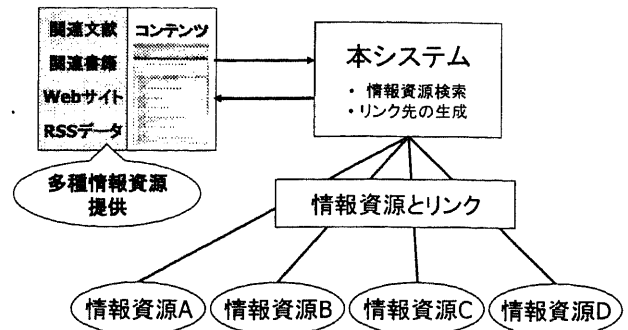 関連文献
関連書籍
Webサイト
RSSデータ
コンテンツ
多種情報資源
提供
本システム
・ 情報資源検索
・リンク先の生成
情報資源とリンク
情報資源A
情報資源B
情報資源C
情報資源D